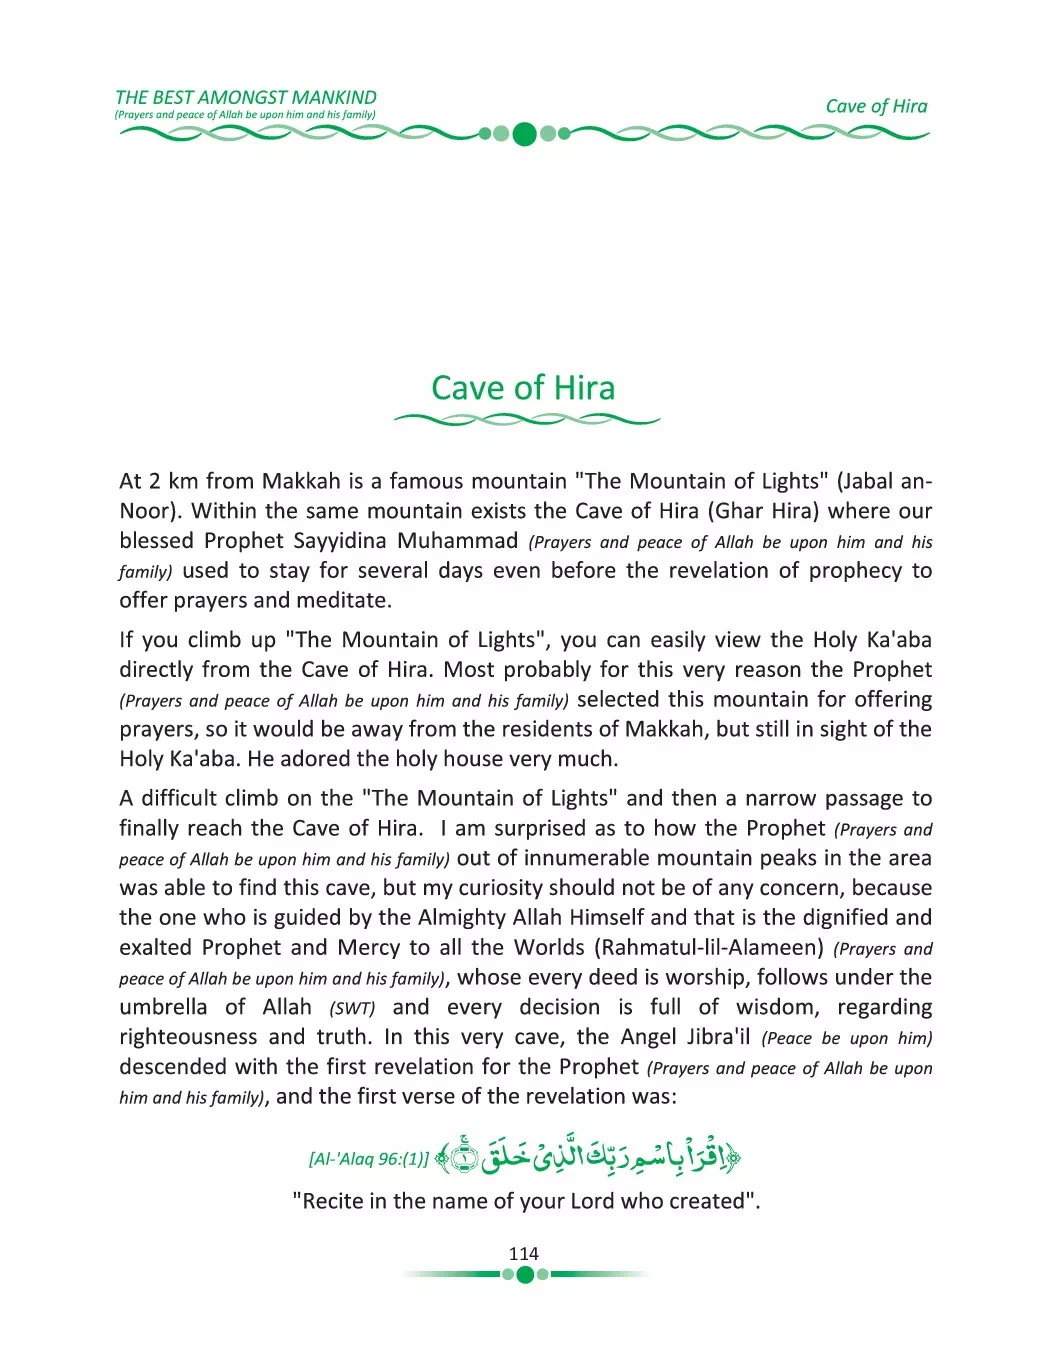 THE BEST AMONGST MANKIND
(Prayers and peace of Allah be upon him and his family)
Cave of Hira
Cave of Hira
At 2 km from Makkah is a famous mountain "The Mountain of Lights" (Jabal an-
Noor). Within the same mountain exists the Cave of Hira (Ghar Hira) where our
blessed Prophet Sayyidina Muhammad (Prayers and peace of Allah be upon him and his
family) used to stay for several days even before the revelation of prophecy to
offer prayers and meditate.
If you climb up "The Mountain of Lights", you can easily view the Holy Ka'aba
directly from the Cave of Hira. Most probably for this very reason the Prophet
(Prayers and peace of Allah be upon him and his family) selected this mountain for offering
prayers, so it would be away from the residents of Makkah, but still in sight of the
Holy Ka'aba. He adored the holy house very much.
A difficult climb on the "The Mountain of Lights" and then a narrow passage to
finally reach the Cave of Hira.  I am surprised as to how the Prophet (Prayers and
peace of Allah be upon him and his family) out of innumerable mountain peaks in the area
was able to find this cave, but my curiosity should not be of any concern, because
the one who is guided by the Almighty Allah Himself and that is the dignified and
exalted Prophet and Mercy to all the Worlds (Rahmatul-lil-Alameen) (Prayers and
peace of Allah be upon him and his family), whose every deed is worship, follows under the
umbrella of Allah (SWT) and every decision is full of wisdom, regarding
righteousness and truth. In this very cave, the Angel Jibra'il (Peace be upon him)
descended with the first revelation for the Prophet (Prayers and peace of Allah be upon
him and his family), and the first verse of the revelation was:
﴿اِقْرَاْ بِاسْمِ رَبِّكَ الَّذِیْ خَلَقَ ۚ۝۱﴾ [Al-'Alaq 96:(1)]
"Recite in the name of your Lord who created".
114